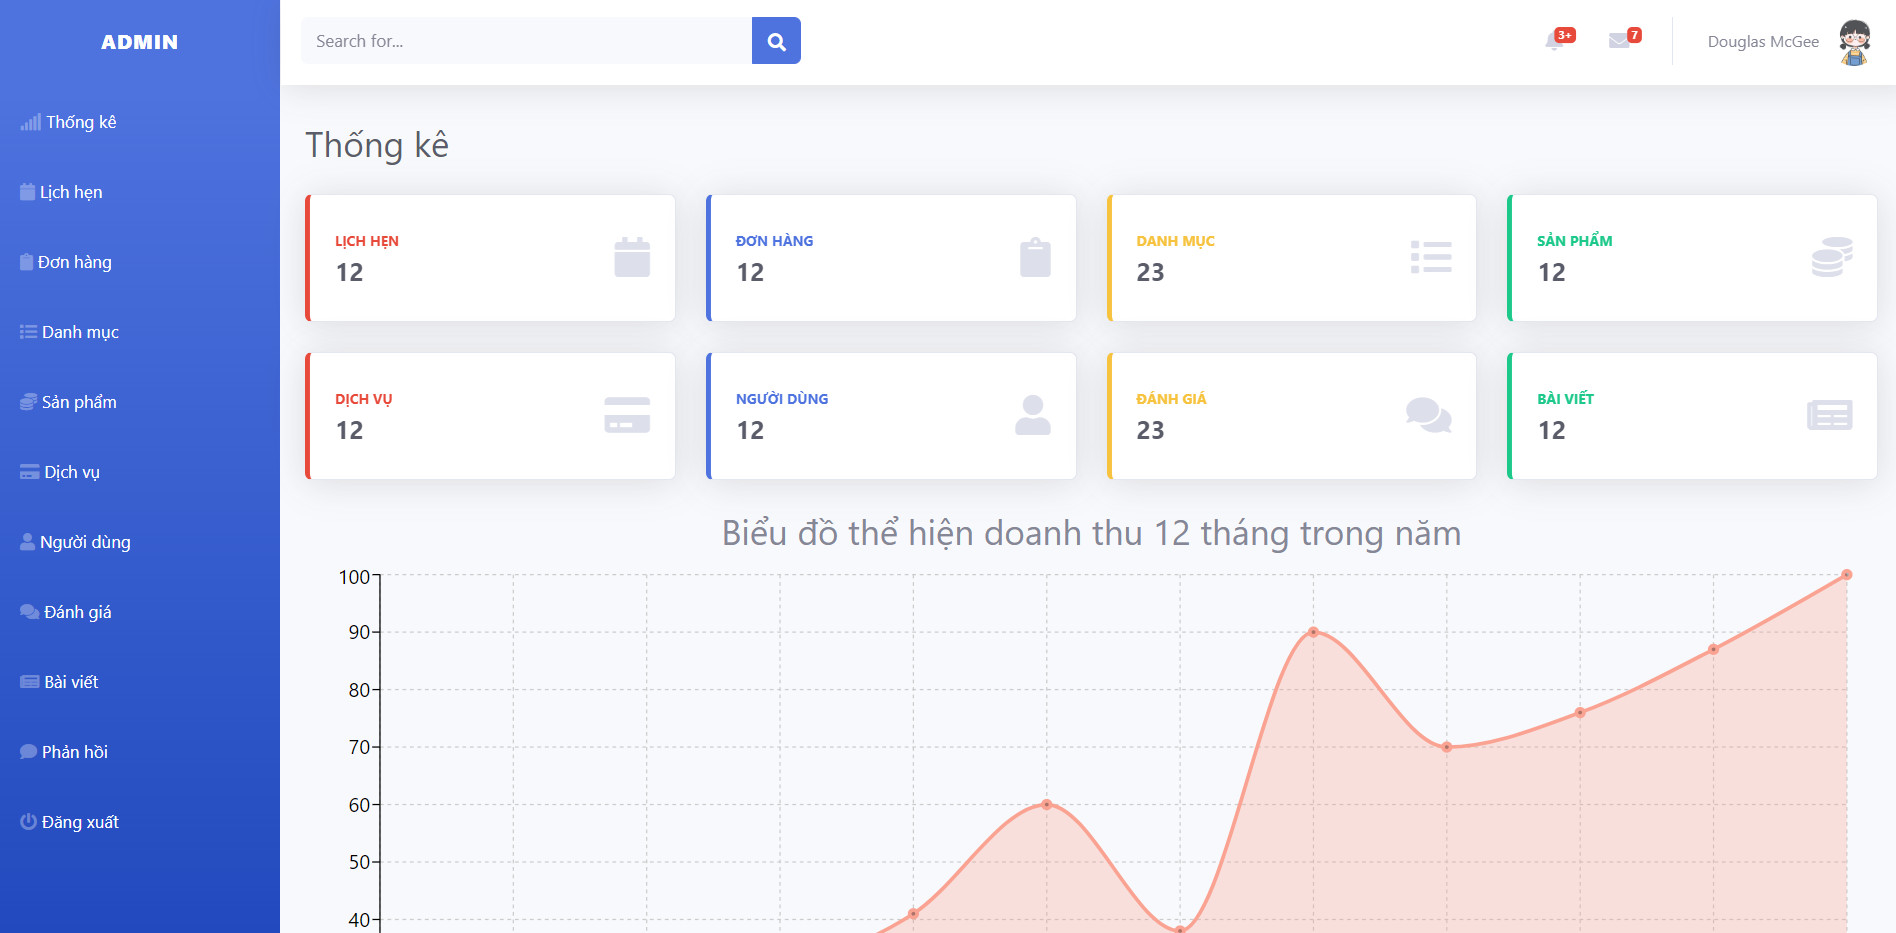 ADMIN
Thống kê
Lịch hẹn
Đơn hàng
Danh mục
Sản phẩm
Dịch vụ
Người dùng
Đánh giá
Bài viết
Phản hồi
Đăng xuất
Search for...
3+
7
Douglas McGee
Thống kê
LỊCH HẸN
12
ĐƠN HÀNG
12
DANH MỤC
23
SẢN PHẨM
12
DỊCH VỤ
12
NGƯỜI DÙNG
12
ĐÁNH GIÁ
23
BÀI VIẾT
12
Biểu đồ thể hiện doanh thu 12 tháng trong năm
100
90
80
70
60
50
40